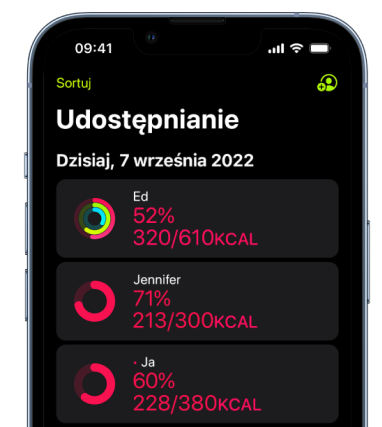 09:41
Sortuj
Udostępnianie
Dzisiaj, 7 września 2022
Ed
52%
320/610KCAL
Jennifer
71%
213/300KCAL
• Ja
60%
228/380KCAL